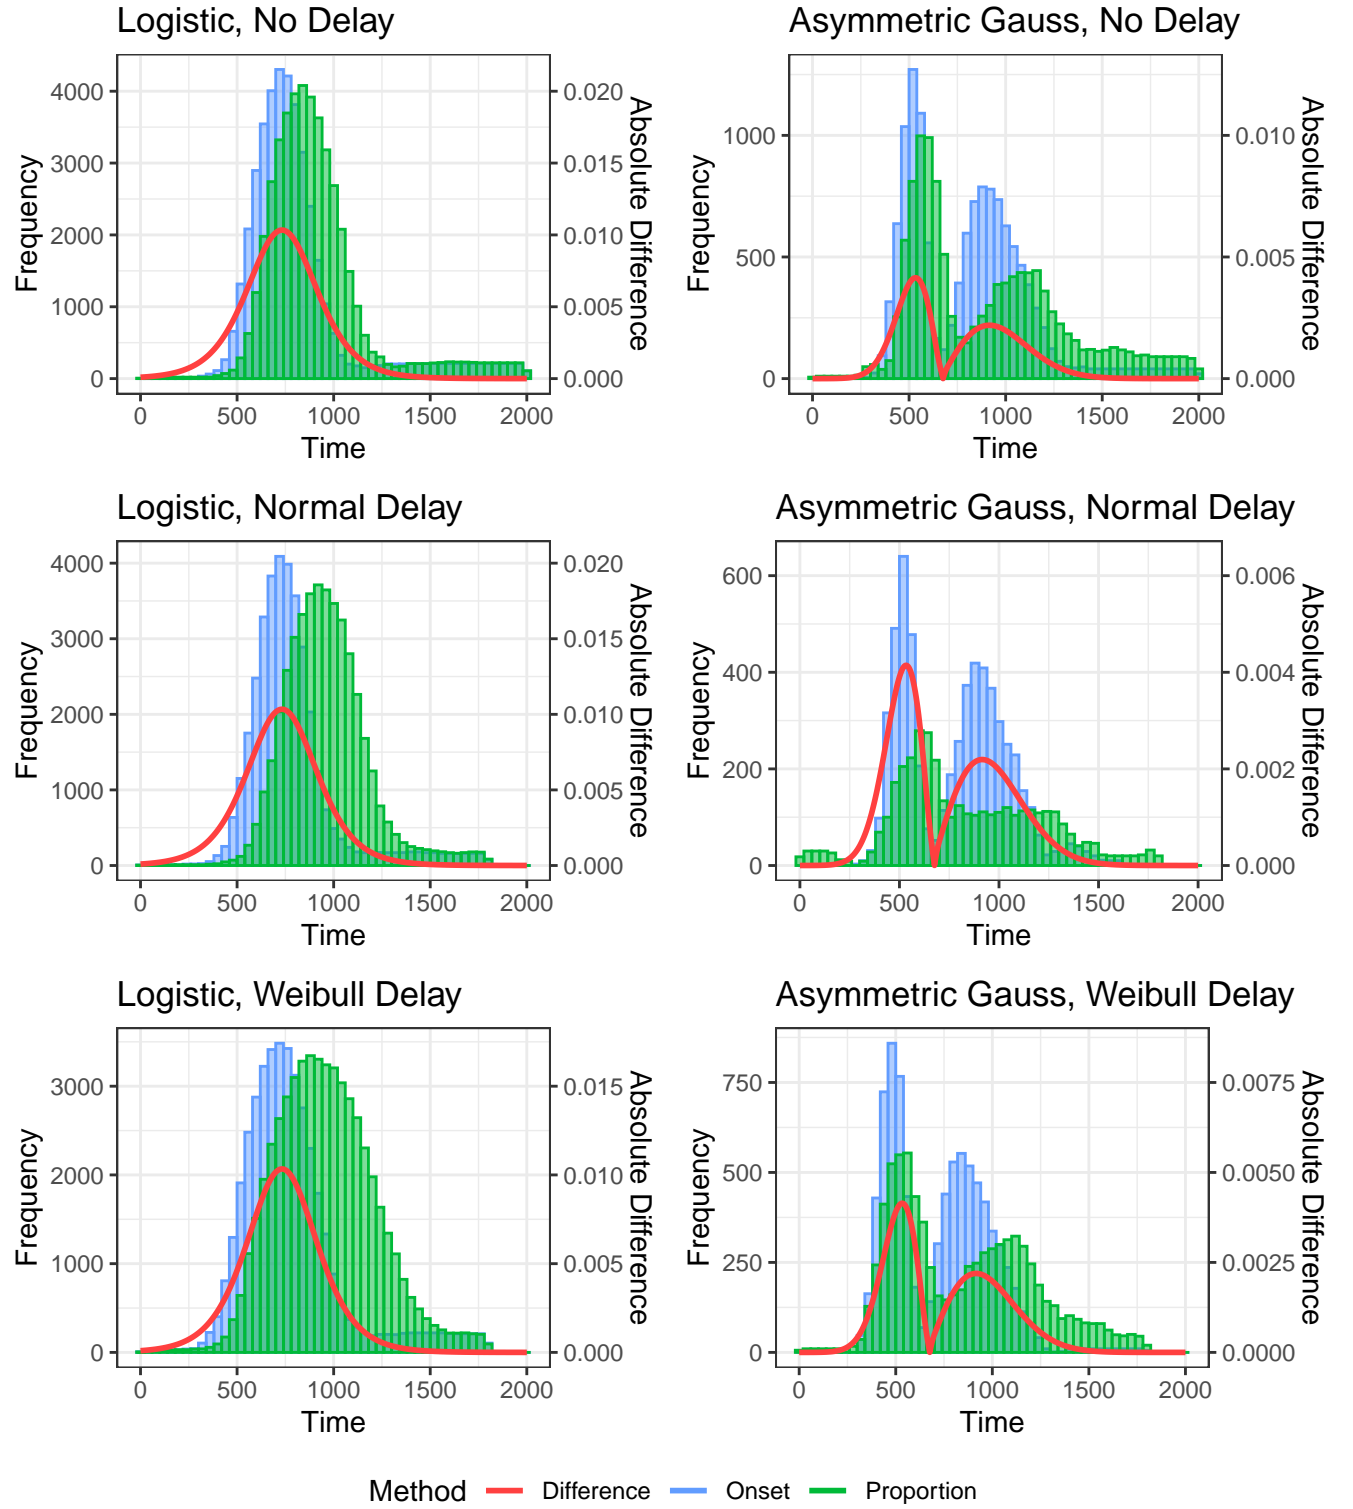 Logistic, No Delay
Asymmetric Gauss, No Delay
4000
3000
2000
1000
0
0.020
0.015
0.010
0.005
0.000
0 500 1000 1500 2000
Frequency
Absolute Difference
Time
1000
500
0
0.010
0.005
0.000
0 500 1000 1500 2000
Frequency
Absolute Difference
Time
Logistic, Normal Delay
Asymmetric Gauss, Normal Delay
4000
3000
2000
1000
0
0.020
0.015
0.010
0.005
0.000
0 500 1000 1500 2000
Frequency
Absolute Difference
Time
600
400
200
0
0.006
0.004
0.002
0.000
0 500 1000 1500 2000
Frequency
Absolute Difference
Time
Logistic, Weibull Delay
Asymmetric Gauss, Weibull Delay
3000
2000
1000
0
0.015
0.010
0.005
0.000
0 500 1000 1500 2000
Frequency
Absolute Difference
Time
750
500
250
0
0.0075
0.0050
0.0025
0.0000
0 500 1000 1500 2000
Frequency
Absolute Difference
Time
Method Difference Onset Proportion